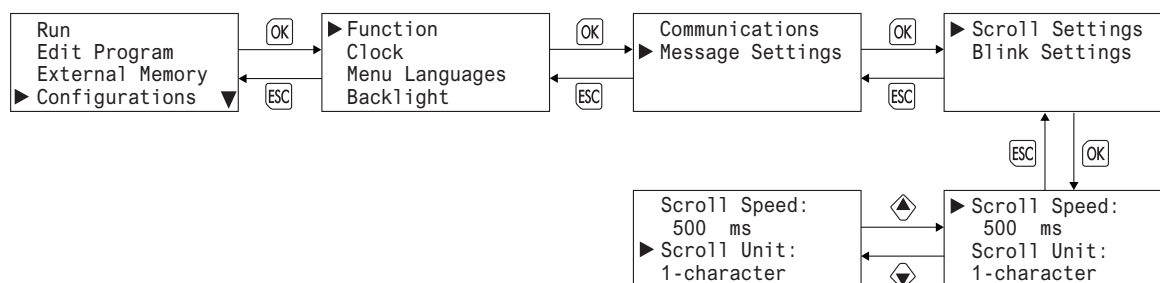 Run
Edit Program
External Memory
Configurations
OK
ESC
Function
Clock
Menu Languages
Backlight
OK
ESC
Communications
Message Settings
OK
ESC
Scroll Settings
Blink Settings
ESC
OK
Scroll Speed:
500 ms
Scroll Unit:
1-character
Scroll Speed:
500 ms
Scroll Unit:
1-character